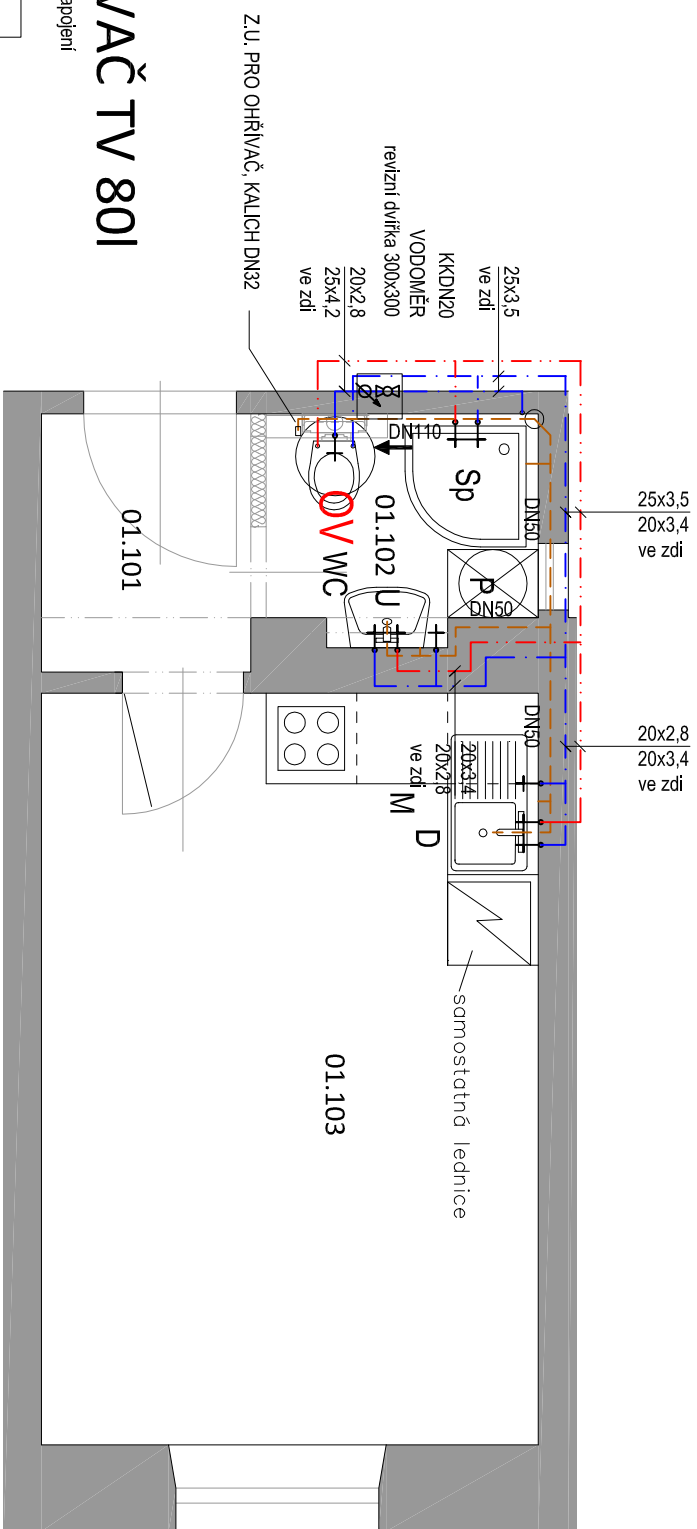 VAČ TV 80l
apojení
Z.U. PRO OHŘÍVAČ, KALICH DN32
KKDN20
VODOMĚR
revizní dvířka 300x300
25x3,5
ve zdi
20x2,8
25x4,2
ve zdi
DN110
Sp
DN50
25x3,5
20x3,4
ve zdi
01.101
01.102
OV WC
U
P
DN50
DN50
20x2,8
20x3,4
ve zdi
20x3,4
20x2,8
ve zdi
M
D
samostatná lednice
01.103